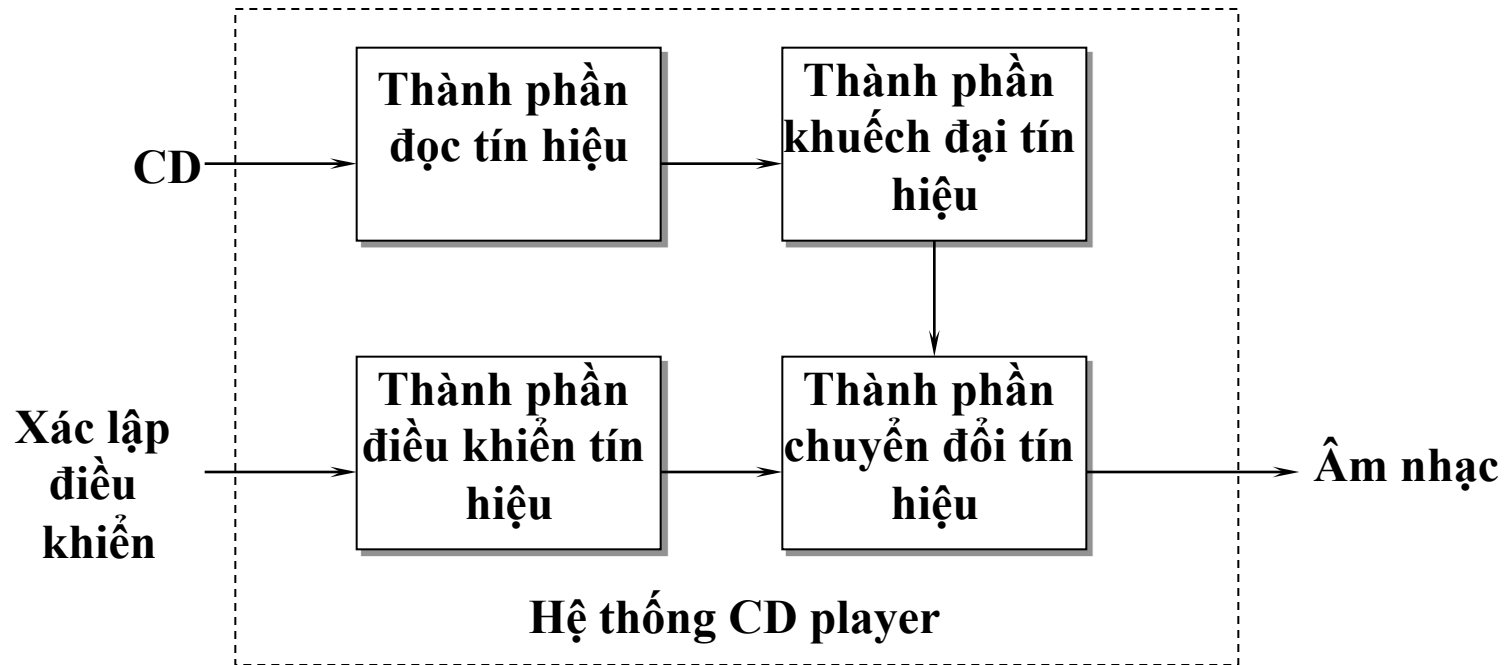 CD
Thành phần
đọc tín hiệu
Thành phần
khuếch đại tín
hiệu
Xác lập
điều
khiển
Thành phần
điều khiển tín
hiệu
Thành phần
chuyển đổi tín
hiệu
Âm nhạc
Hệ thống CD player